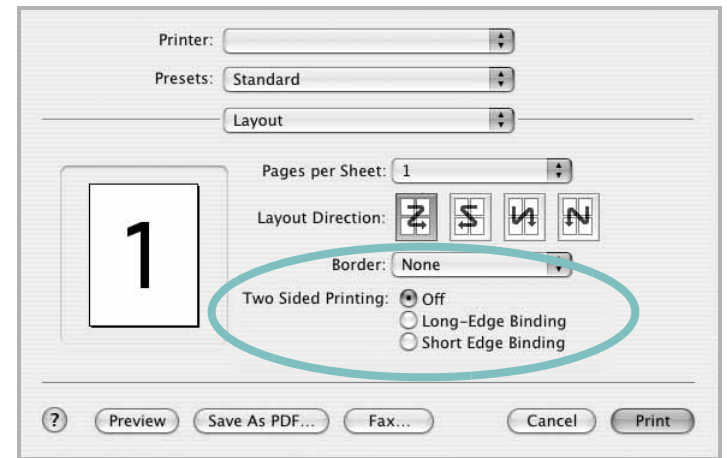 Printer:
Presets: Standard
Layout
Pages per Sheet: 1
Layout Direction:
1
Border: None
Two Sided Printing: Off
Long-Edge Binding
Short Edge Binding
? Preview Save As PDF... Fax... Cancel Print